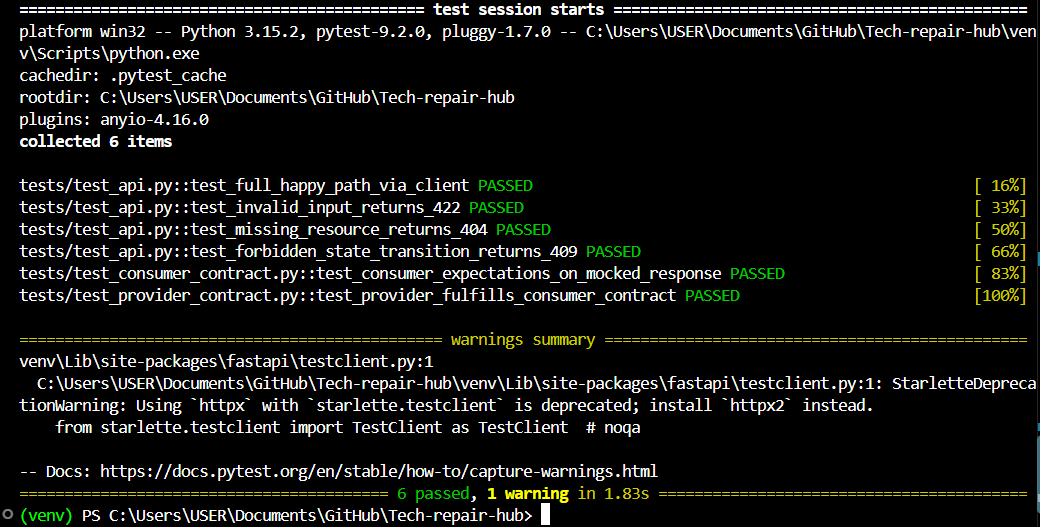 ============================================= test session starts ==============================================
platform win32 -- Python 3.15.2, pytest-9.2.0, pluggy-1.7.0 -- C:\Users\USER\Documents\GitHub\Tech-repair-hub\ven
v\Scripts\python.exe
cachedir: .pytest_cache
rootdir: C:\Users\USER\Documents\GitHub\Tech-repair-hub
plugins: anyio-4.16.0
collected 6 items
tests/test_api.py::test_full_happy_path_via_client PASSED [ 16%]
tests/test_api.py::test_invalid_input_returns_422 PASSED [ 33%]
tests/test_api.py::test_missing_resource_returns_404 PASSED [ 50%]
tests/test_api.py::test_forbidden_state_transition_returns_409 PASSED [ 66%]
tests/test_consumer_contract.py::test_consumer_expectations_on_mocked_response PASSED [ 83%]
tests/test_provider_contract.py::test_provider_fulfills_consumer_contract PASSED [100%]
=============================================== warnings summary ===============================================
venv\Lib\site-packages\fastapi\testclient.py:1
C:\Users\USER\Documents\GitHub\Tech-repair-hub\venv\Lib\site-packages\fastapi\testclient.py:1: StarletteDepreca
tionWarning: Using `httpx` with `starlette.testclient` is deprecated; install `httpx2` instead.
from starlette.testclient import TestClient as TestClient # noqa
-- Docs: https://docs.pytest.org/en/stable/how-to/capture-warnings.html
========================================= 6 passed, 1 warning in 1.83s =========================================
(venv) PS C:\Users\USER\Documents\GitHub\Tech-repair-hub>